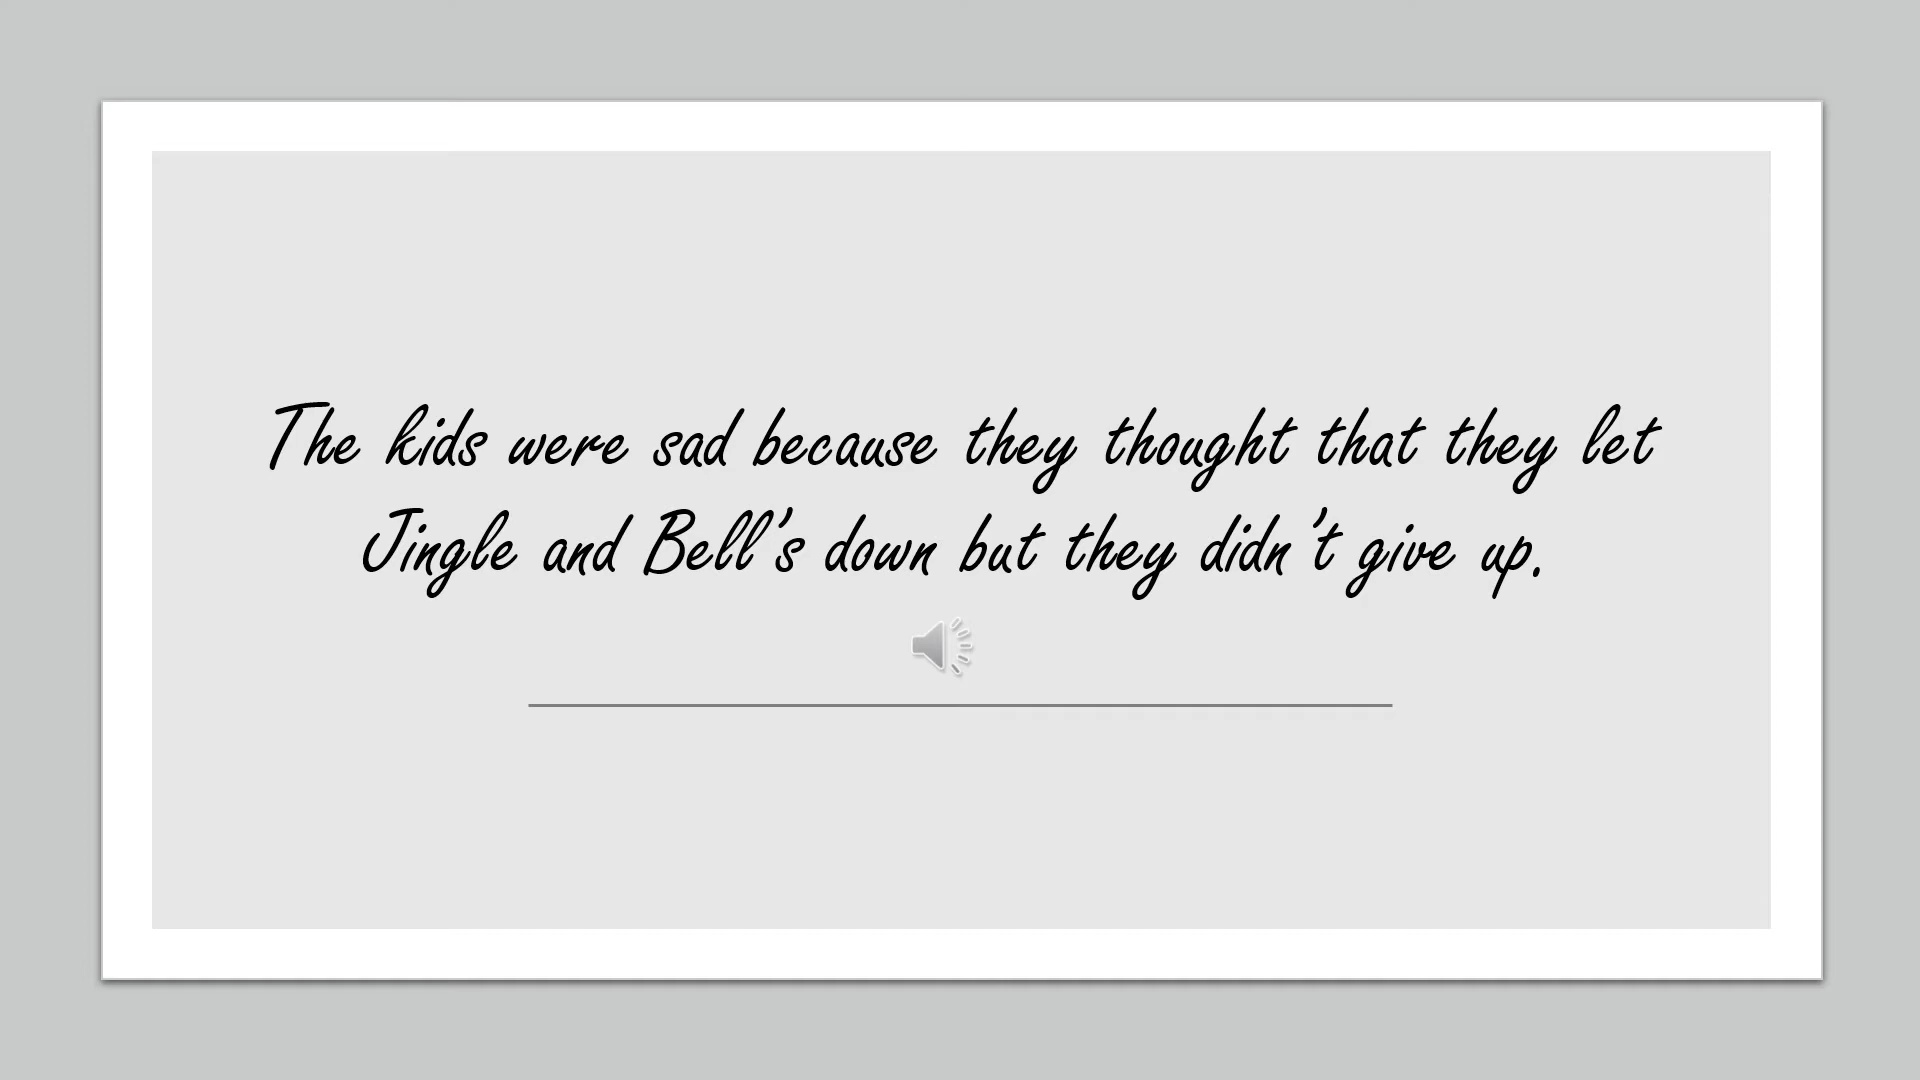 The kids were sad because they thought that they let
Jingle and Bell's down but they didn't give up.